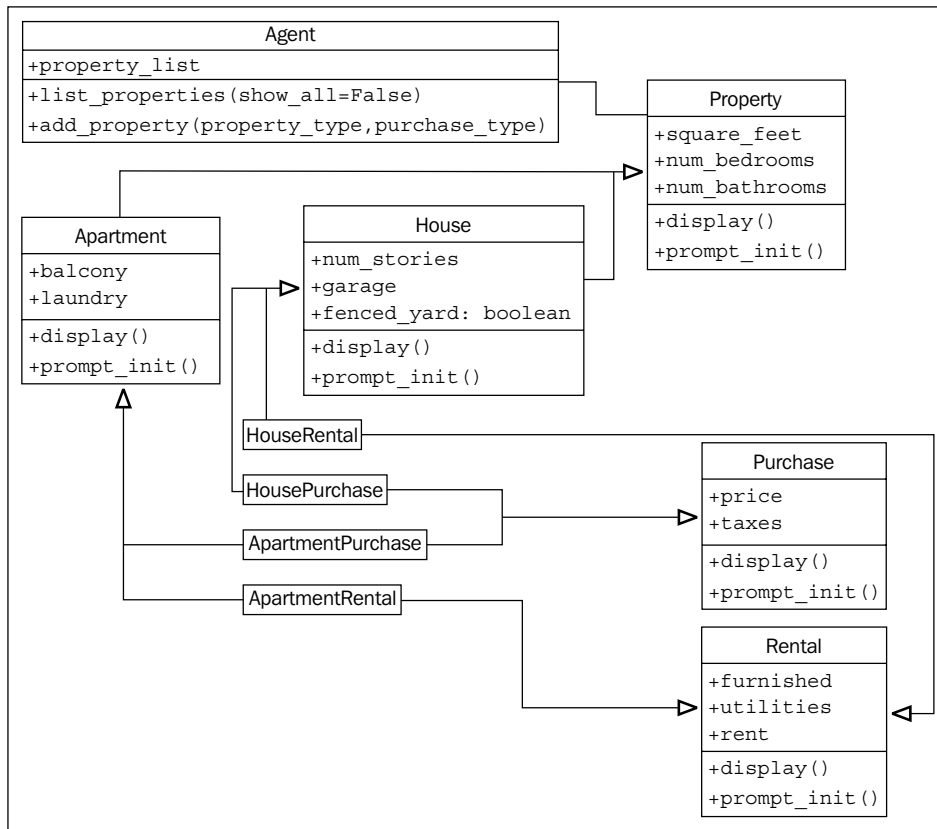 Agent
+property_list
+list_properties(show_all=False)
+add_property(property_type,purchase_type)
Property
+square_feet
+num_bedrooms
+num_bathrooms
+display()
+prompt_init()
Apartment
+balcony
+laundry
+display()
+prompt_init()
House
+num_stories
+garage
+fenced_yard: boolean
+display()
+prompt_init()
HouseRental
HousePurchase
ApartmentPurchase
ApartmentRental
Purchase
+price
+taxes
+display()
+prompt_init()
Rental
+furnished
+utilities
+rent
+display()
+prompt_init()